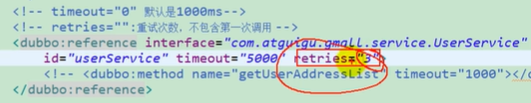 <!-- timeout="0" 默认是1000ms-->
<!-- retries="":重试次数，不包含第一次调用-->
<dubbo:reference interface="com.atguigu.gmall.service.UserService"
id="userService" timeout="5000" retries="3">
<!-- <dubbo:method name="getUserAddressList" timeout="1000"></
</dubbo:reference>